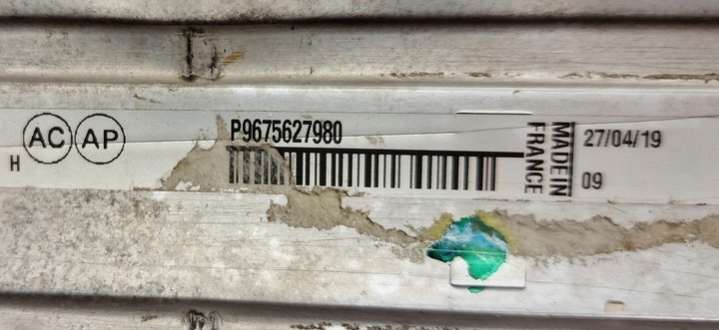 AC AP
H
P9675627980
MADE IN
FRANCE
27/04/19
09